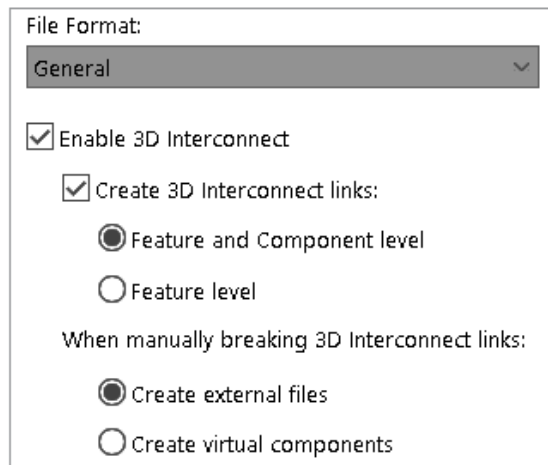 File Format:
General
Enable 3D Interconnect
Create 3D Interconnect links:
Feature and Component level
Feature level
When manually breaking 3D Interconnect links:
Create external files
Create virtual components